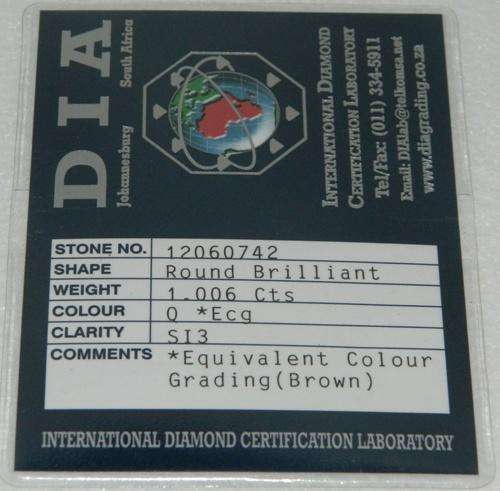 DIA
Johannesburg South Africa
INTERNATIONAL DIAMOND
CERTIFICATION LABORATORY
Tel/Fax: (011) 334-5911
Email: DIAlab@telkomsa.net
www.diagrading.co.za
STONE NO. 12060742
SHAPE Round Brilliant
WEIGHT 1.006 Cts
COLOUR Q *Ecg
CLARITY SI3
COMMENTS *Equivalent Colour
Grading(Brown)
INTERNATIONAL DIAMOND CERTIFICATION LABORATORY